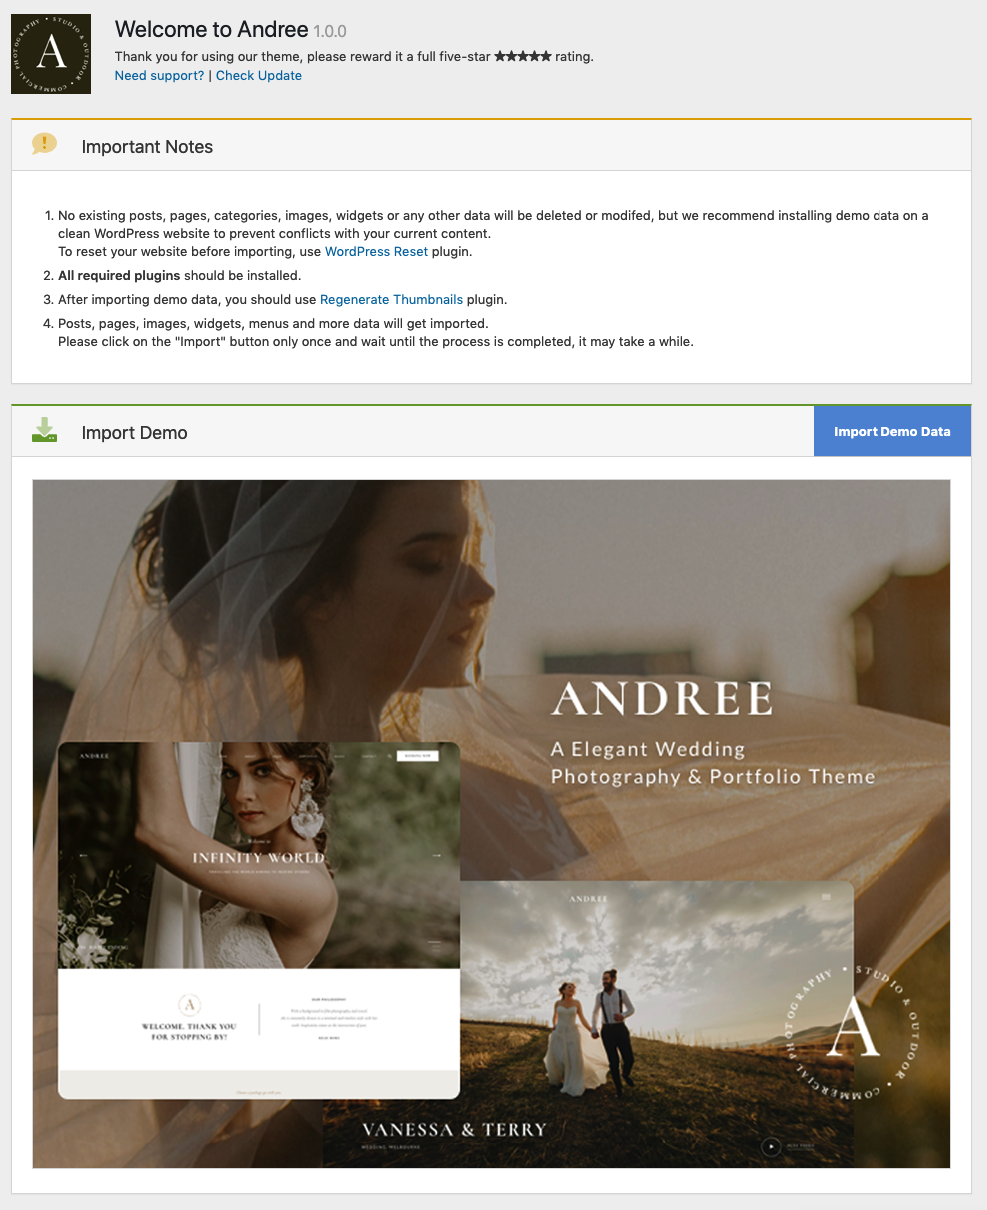 PHOTOGRAPHY • STUDIO & OUTDOOR • COMMERCIAL
A
Welcome to Andree 1.0.0
Thank you for using our theme, please reward it a full five-star ★★★★★ rating.
Need support? | Check Update
Important Notes
1. No existing posts, pages, categories, images, widgets or any other data will be deleted or modifed, but we recommend installing demo data on a
clean WordPress website to prevent conflicts with your current content.
To reset your website before importing, use WordPress Reset plugin.
2. All required plugins should be installed.
3. After importing demo data, you should use Regenerate Thumbnails plugin.
4. Posts, pages, images, widgets, menus and more data will get imported.
Please click on the "Import" button only once and wait until the process is completed, it may take a while.
Import Demo
Import Demo Data
ANDREE
A Elegant Wedding
Photography & Portfolio Theme
ANDREE
Welcome to
INFINITY WORLD
A
WELCOME. THANK YOU
FOR STOPPING BY!
OUR PHILOSOPHY
READ MORE
ANDREE
VANESSA & TERRY
WEDDING MELBOURNE
PHOTOGRAPHY • STUDIO & OUTDOOR • COMMERCIAL
A